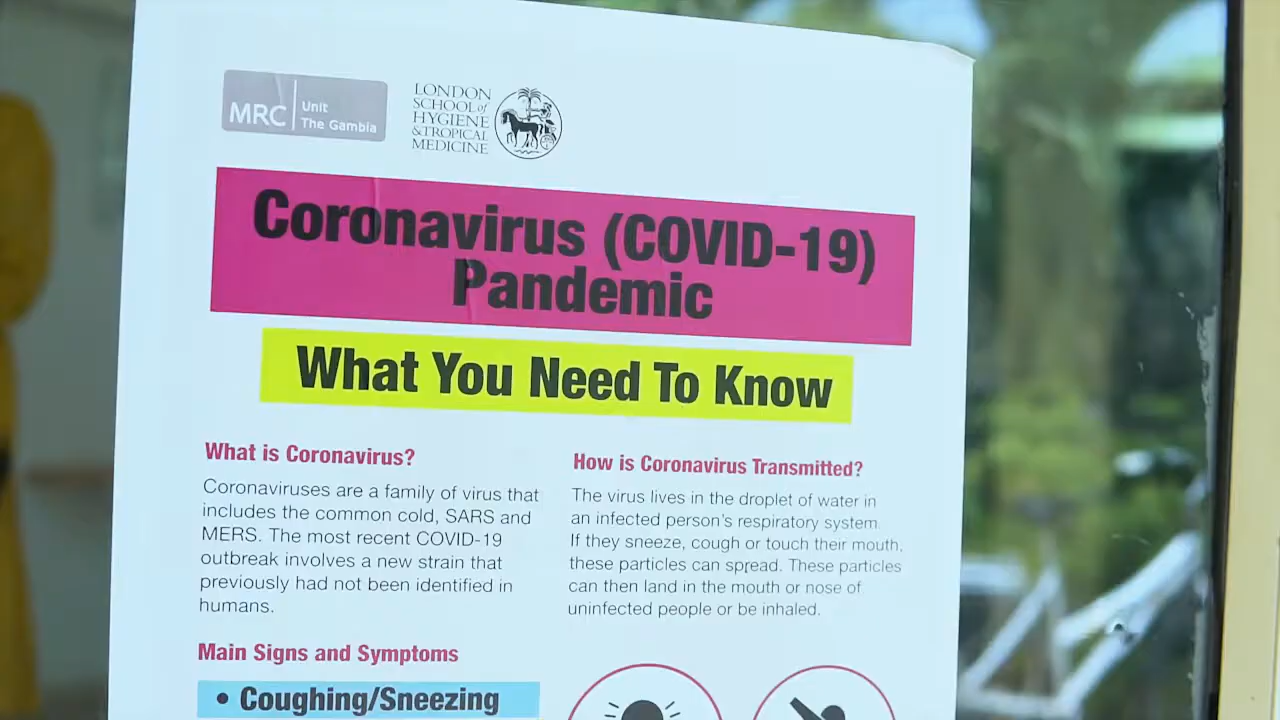 MRC Unit
The Gambia
LONDON
SCHOOL of
HYGIENE
& TROPICAL
MEDICINE
Coronavirus (COVID-19)
Pandemic
What You Need To Know
What is Coronavirus?
Coronaviruses are a family of virus that
includes the common cold, SARS and
MERS. The most recent COVID-19
outbreak involves a new strain that
previously had not been identified in
humans.
Main Signs and Symptoms
• Coughing/Sneezing
How is Coronavirus Transmitted?
The virus lives in the droplet of water in
an infected person's respiratory system.
If they sneeze, cough or touch their mouth,
these particles can spread. These particles
can then land in the mouth or nose of
uninfected people or be inhaled.